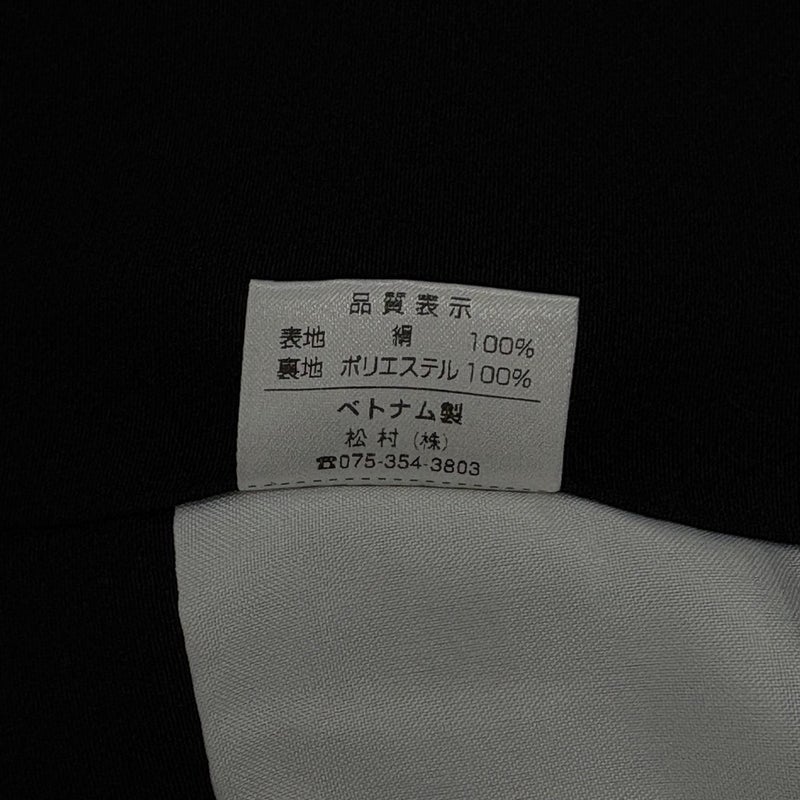 品質表示
表地 絹 100%
裏地 ポリエステル 100%
ベトナム製
松村 (株)
☎075-354-3803